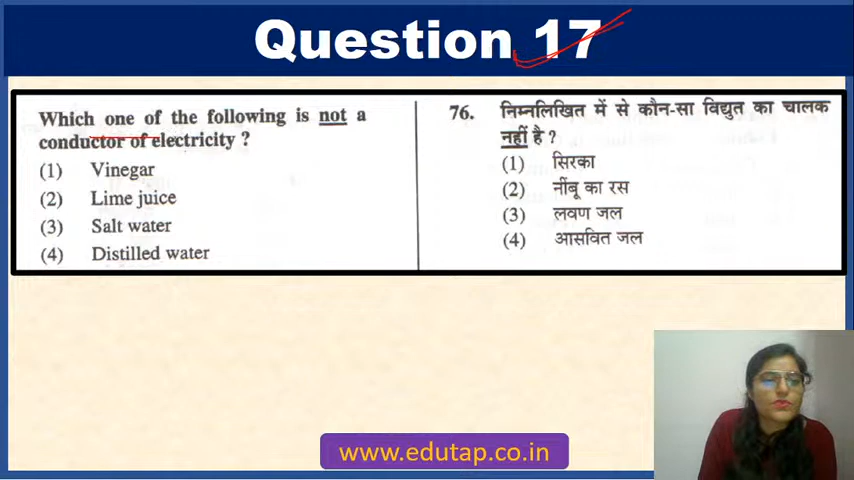 Question 17
Which one of the following is not a
conductor of electricity ?
(1) Vinegar
(2) Lime juice
(3) Salt water
(4) Distilled water
76. निम्नलिखित में से कौन-सा विद्युत का चालक
नहीं है ?
(1) सिरका
(2) नींबू का रस
(3) लवण जल
(4) आसवित जल
www.edutap.co.in